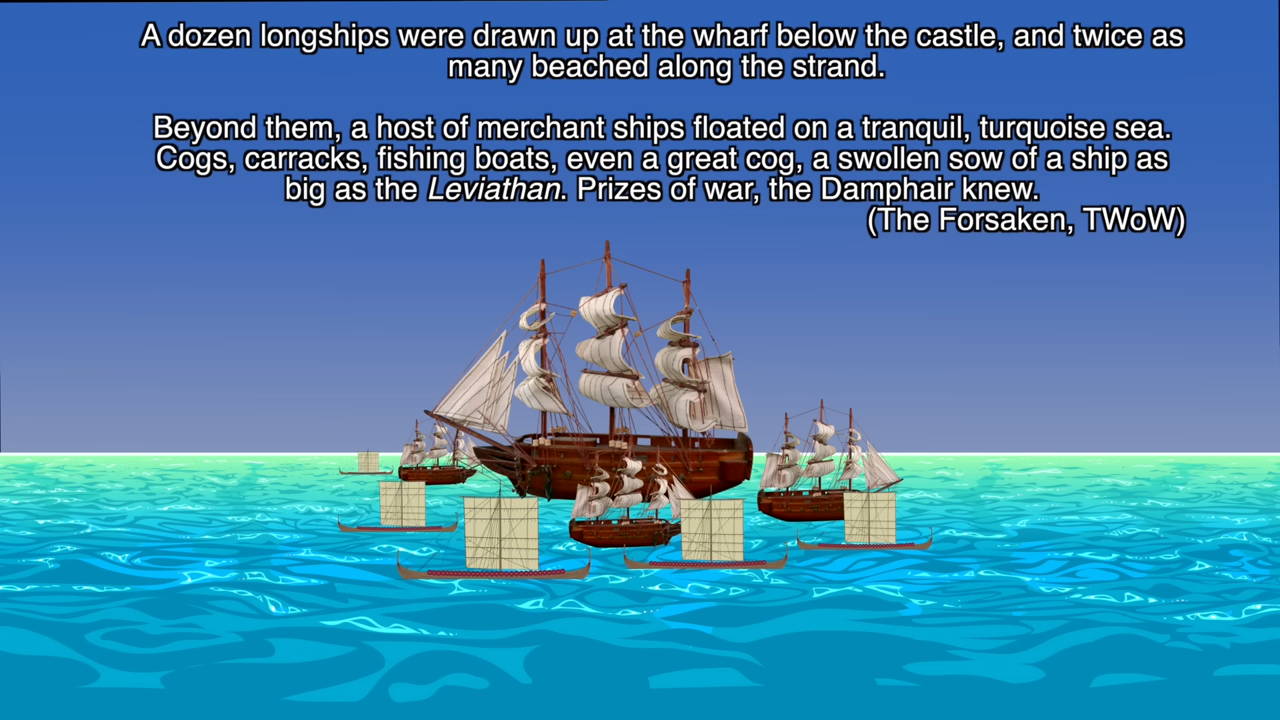 A dozen longships were drawn up at the wharf below the castle, and twice as
many beached along the strand.
Beyond them, a host of merchant ships floated on a tranquil, turquoise sea.
Cogs, carracks, fishing boats, even a great cog, a swollen sow of a ship as
big as the Leviathan. Prizes of war, the Damphair knew.
(The Forsaken, TWoW)